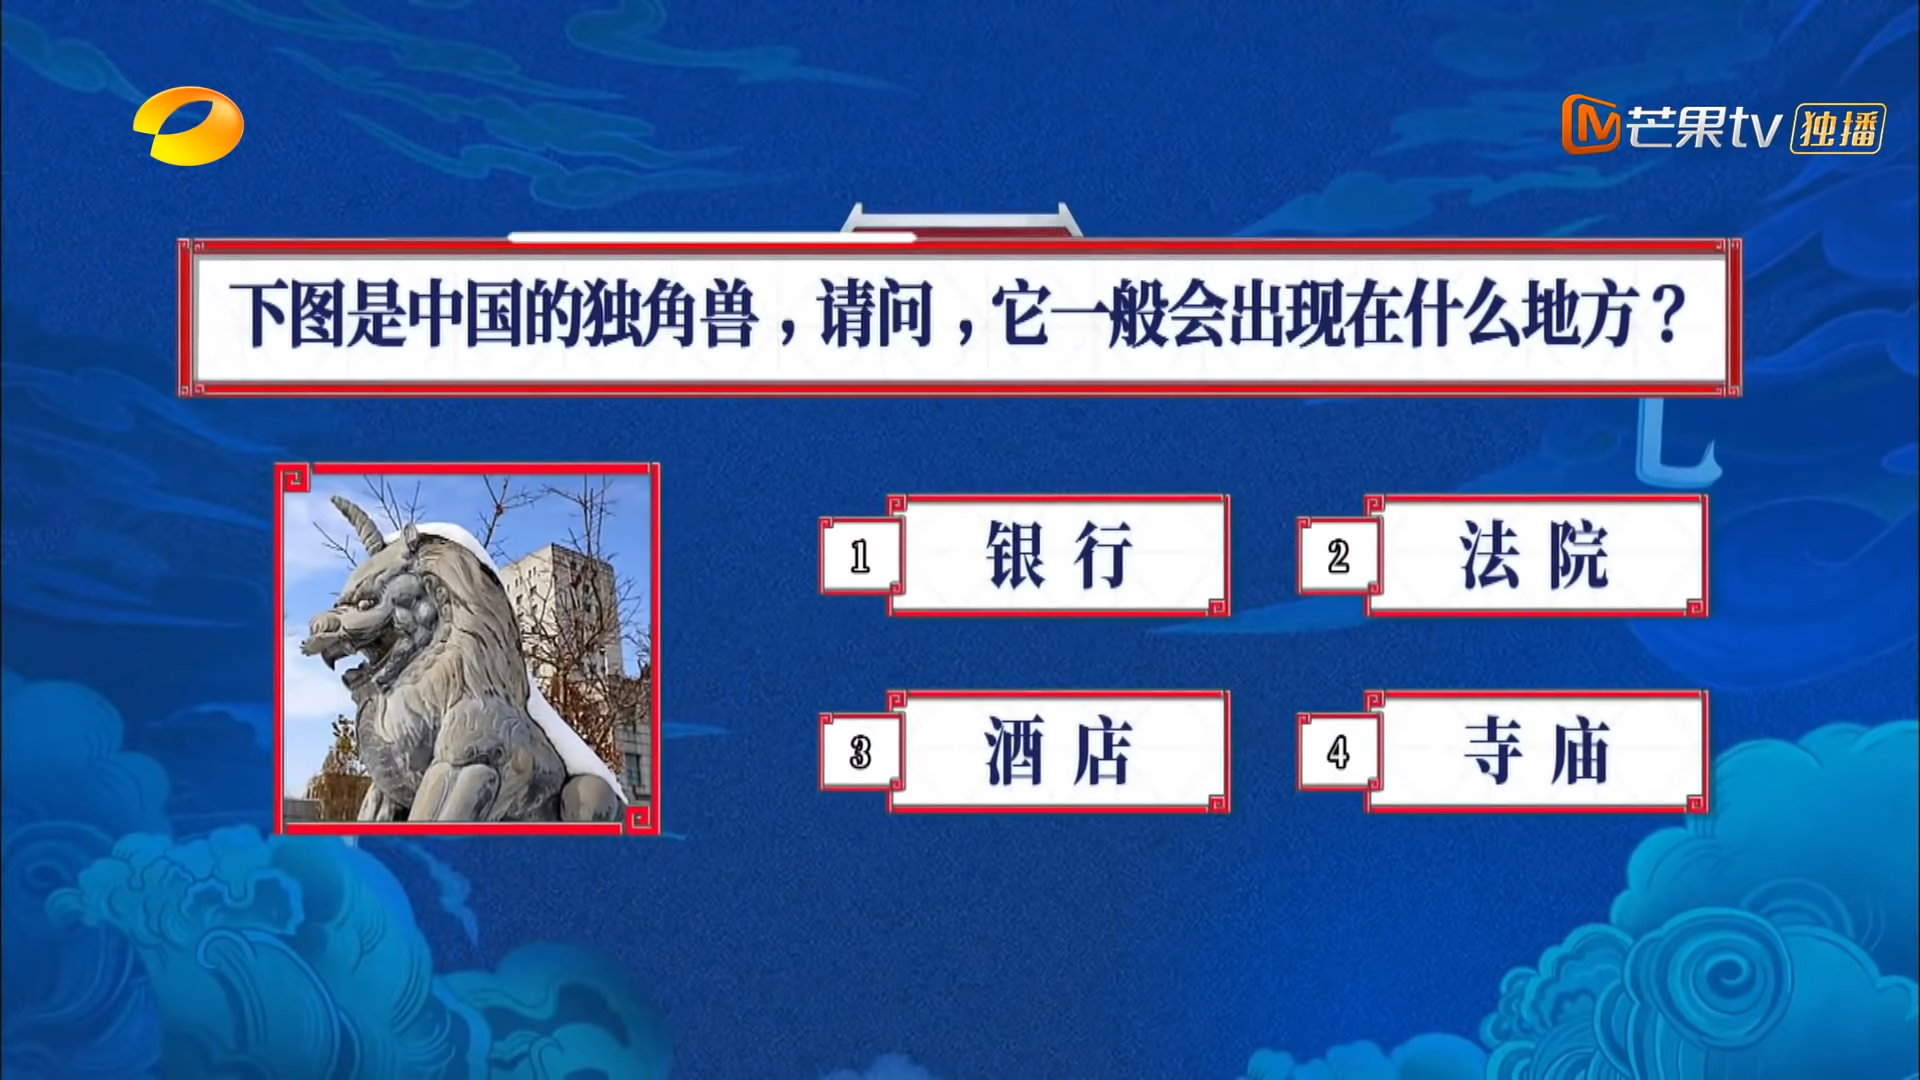 芒果tv 独播
下图是中国的独角兽，请问，它一般会出现在什么地方？
1 银行
2 法院
3 酒店
4 寺庙